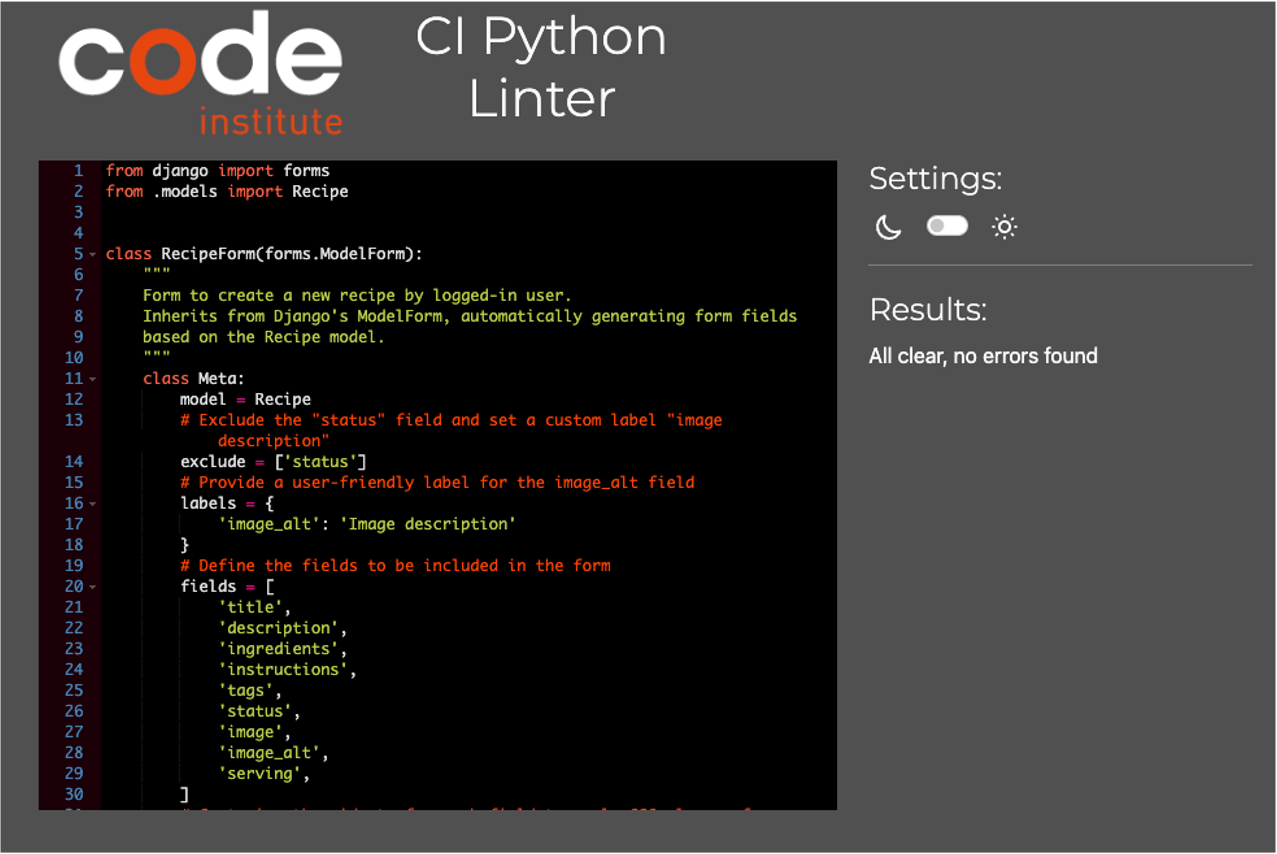 code
institute
CI Python
Linter
1 from django import forms
2 from .models import Recipe
3
4
5 class RecipeForm(forms.ModelForm):
6     """
7     Form to create a new recipe by logged-in user.
8     Inherits from Django's ModelForm, automatically generating form fields
9     based on the Recipe model.
10     """
11     class Meta:
12         model = Recipe
13         # Exclude the "status" field and set a custom label "image
description"
14         exclude = ['status']
15         # Provide a user-friendly label for the image_alt field
16         labels = {
17             'image_alt': 'Image description'
18         }
19         # Define the fields to be included in the form
20         fields = [
21             'title',
22             'description',
23             'ingredients',
24             'instructions',
25             'tags',
26             'status',
27             'image',
28             'image_alt',
29             'serving',
30         ]
Settings:
Results:
All clear, no errors found